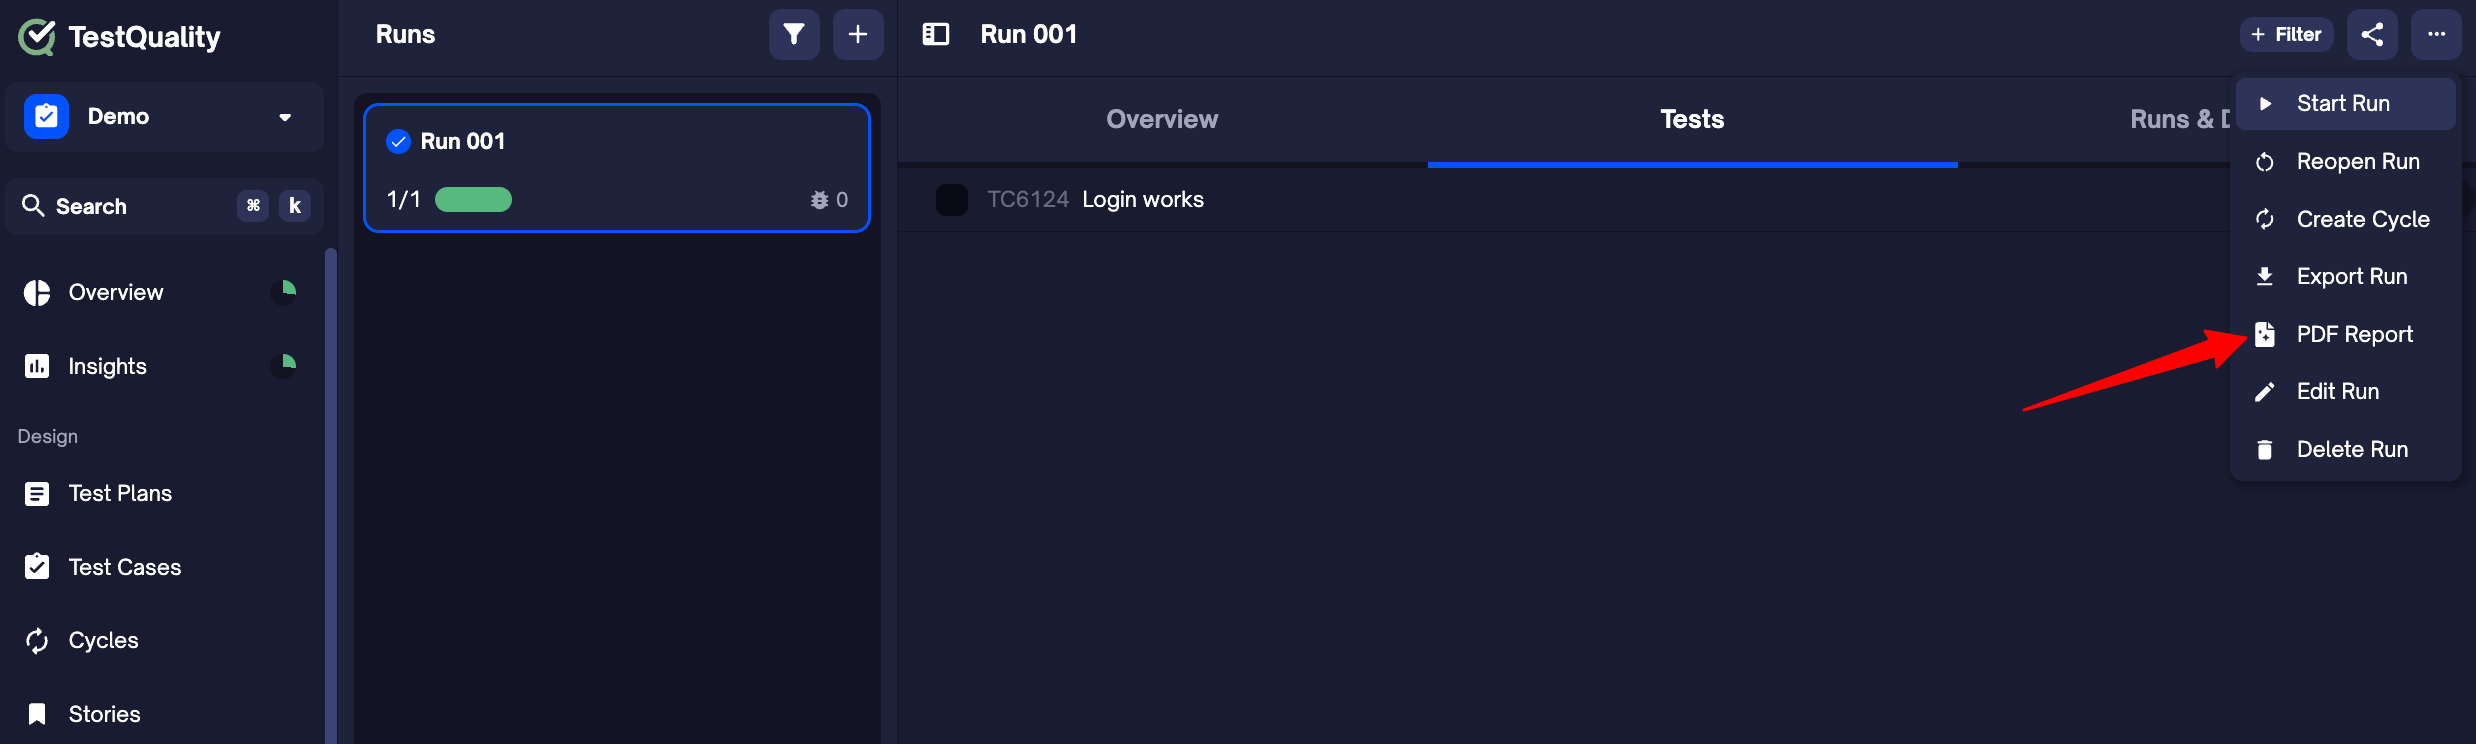 TestQuality
Demo
Search
⌘ k
Overview
Insights
Design
Test Plans
Test Cases
Cycles
Stories
Runs
Run 001
1/1
0
Run 001
+ Filter
Overview
Tests
Runs &
TC6124 Login works
Start Run
Reopen Run
Create Cycle
Export Run
PDF Report
Edit Run
Delete Run